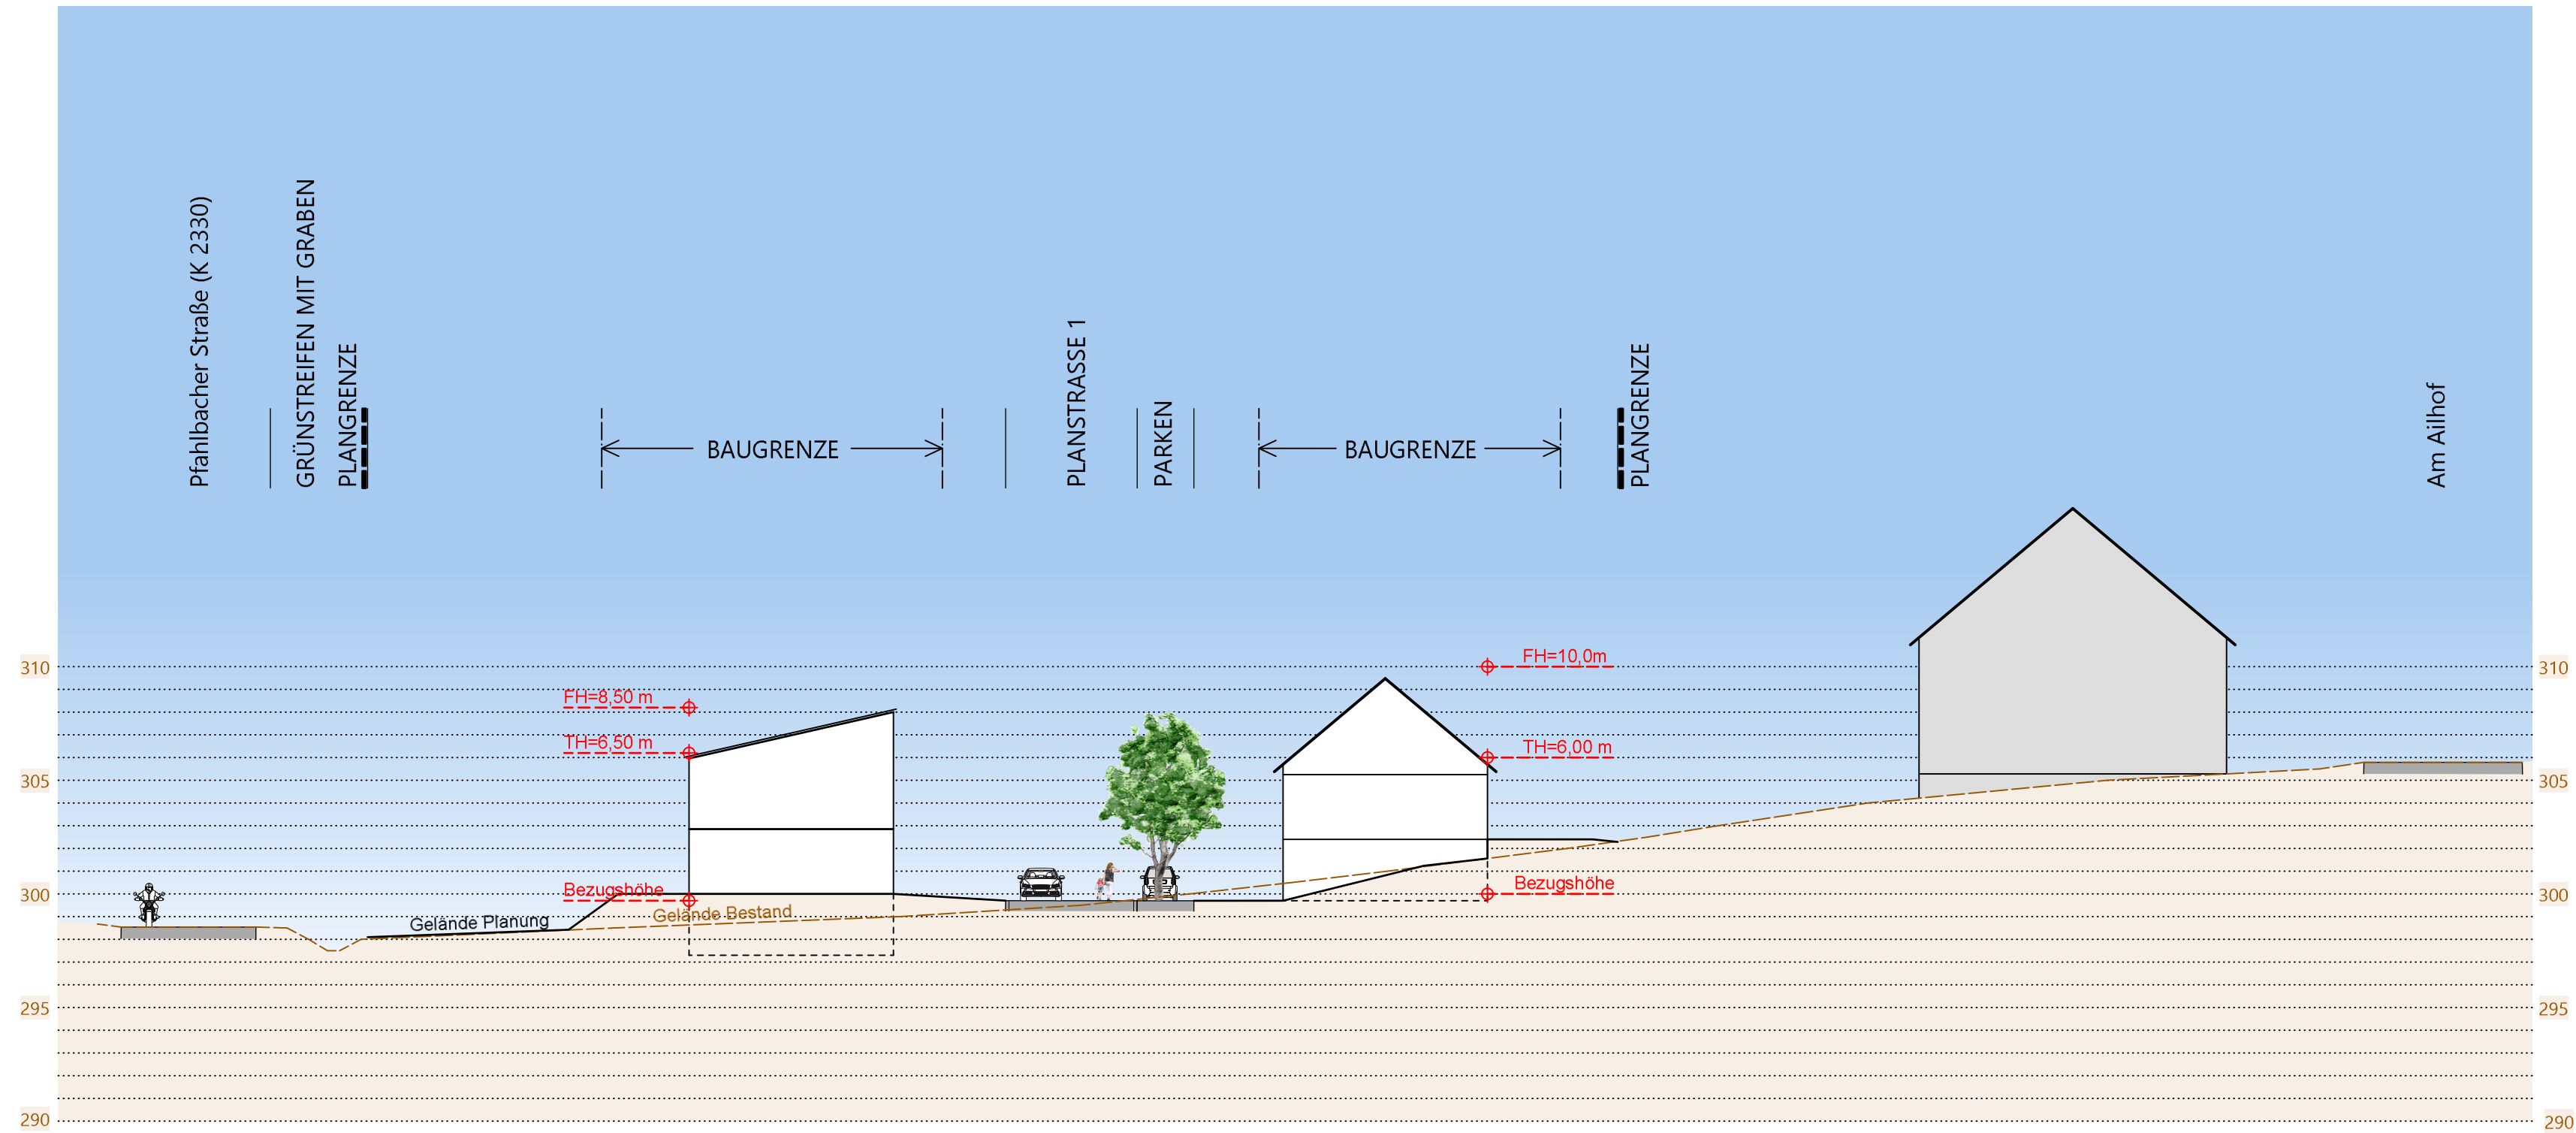 Pfahlbacher Straße (K 2330)
GRÜNSTREIFEN MIT GRABEN
PLANGRENZE
BAUGRENZE
PLANSTRASSE 1
PARKEN
BAUGRENZE
PLANGRENZE
Am Ailhof
310
310
FH=10,0m
FH=8,50 m
TH=6,50 m
TH=6,00 m
305
305
Bezugshöhe
Bezugshöhe
300
300
Gelände Planung
Gelände Bestand
295
295
290
290